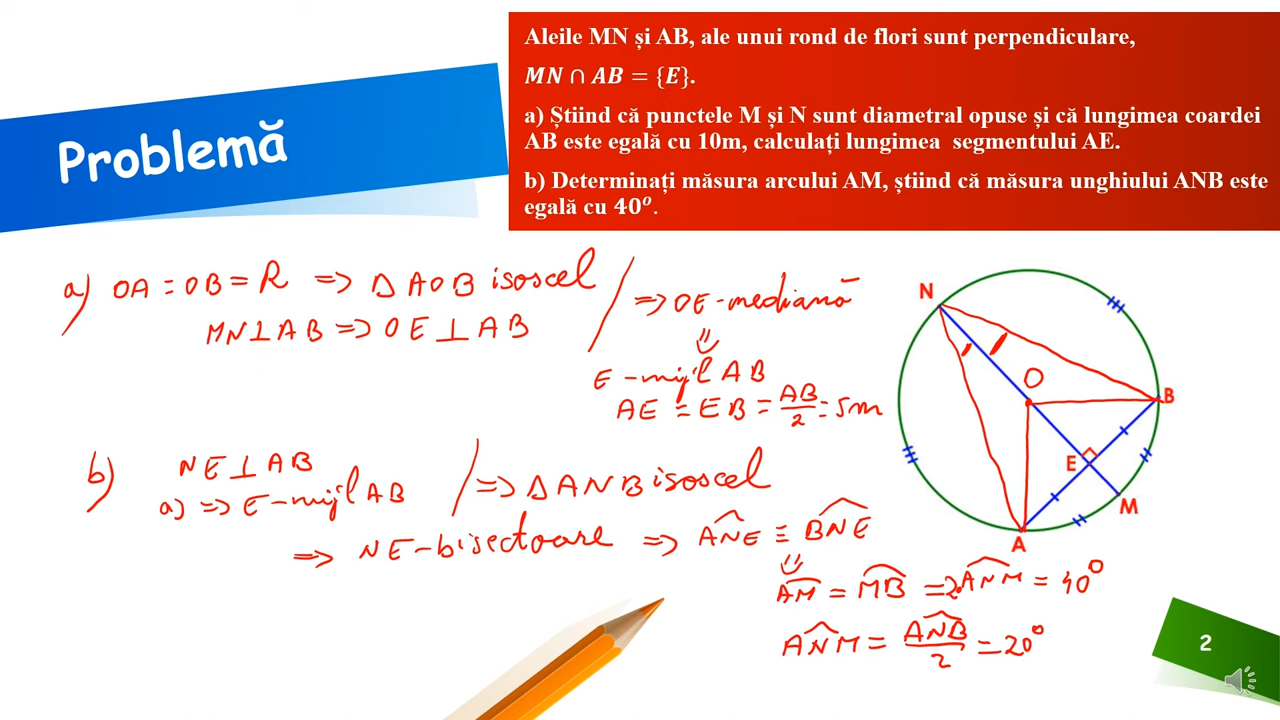 Problemă
Aleile MN și AB, ale unui rond de flori sunt perpendiculare,
MN ∩ AB = {E}.
a) Știind că punctele M și N sunt diametral opuse și că lungimea coardei
AB este egală cu 10m, calculați lungimea segmentului AE.
b) Determinați măsura arcului AM, știind că măsura unghiului ANB este
egală cu 40°.
a) OA = OB = R => ΔAOB isoscel
MN ⊥ AB => OE ⊥ AB
=> OE-mediană
⇓
E-mijl AB
AE ≡ EB = AB/2 = 5m
b) NE ⊥ AB
a) => E-mijl AB
=> ΔANB isoscel
=> NE-bisectoare => ANE ≡ BNE
⇓
AM = MB = 2·ANM = 40°
ANM = ANB/2 = 20°
N
O
B
E
M
A
2